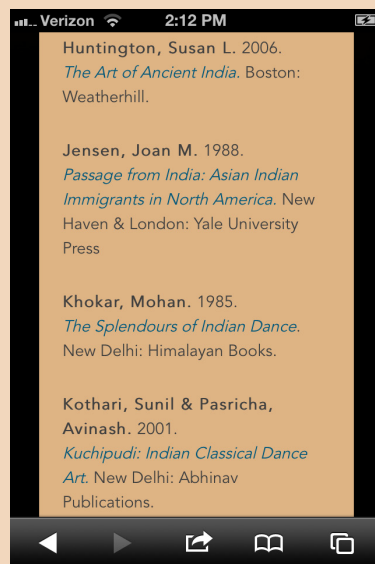 Verizon 2:12 PM
Huntington, Susan L. 2006.
The Art of Ancient India. Boston:
Weatherhill.
Jensen, Joan M. 1988.
Passage from India: Asian Indian
Immigrants in North America. New
Haven & London: Yale University
Press
Khokar, Mohan. 1985.
The Splendours of Indian Dance.
New Delhi: Himalayan Books.
Kothari, Sunil & Pasricha,
Avinash. 2001.
Kuchipudi: Indian Classical Dance
Art. New Delhi: Abhinav
Publications.